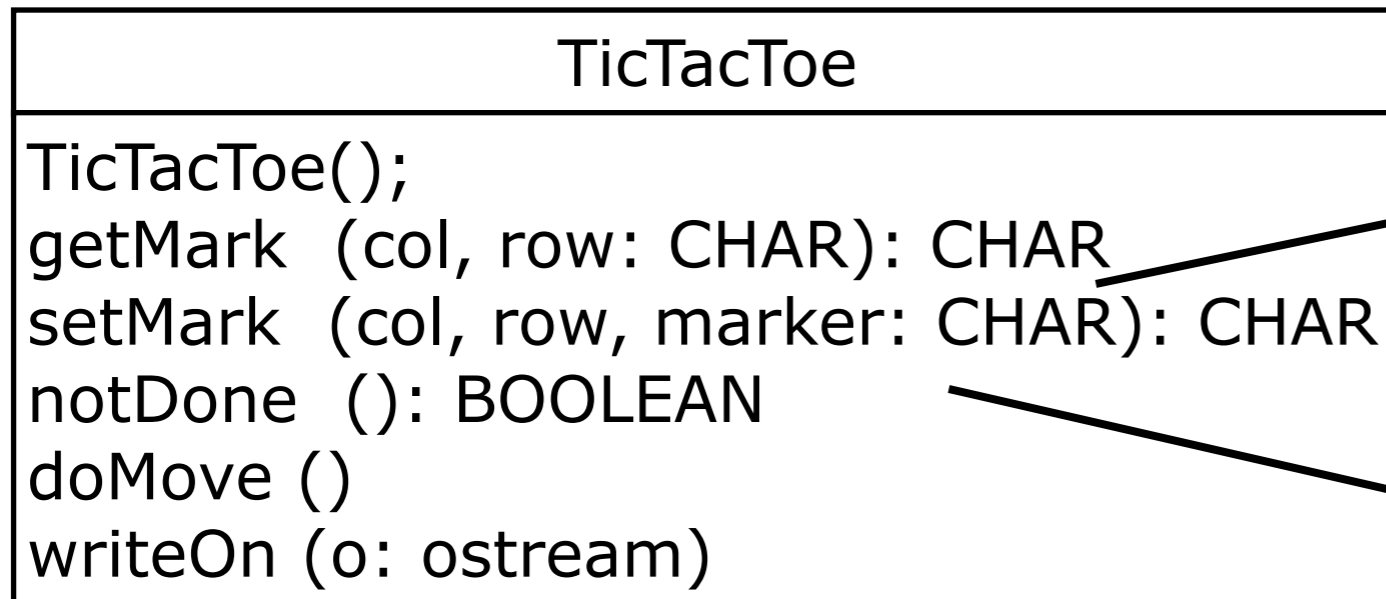 TicTacToe
TicTacToe();
getMark (col, row: CHAR): CHAR
setMark (col, row, marker: CHAR): CHAR
notDone (): BOOLEAN
doMove ()
writeOn (o: ostream)